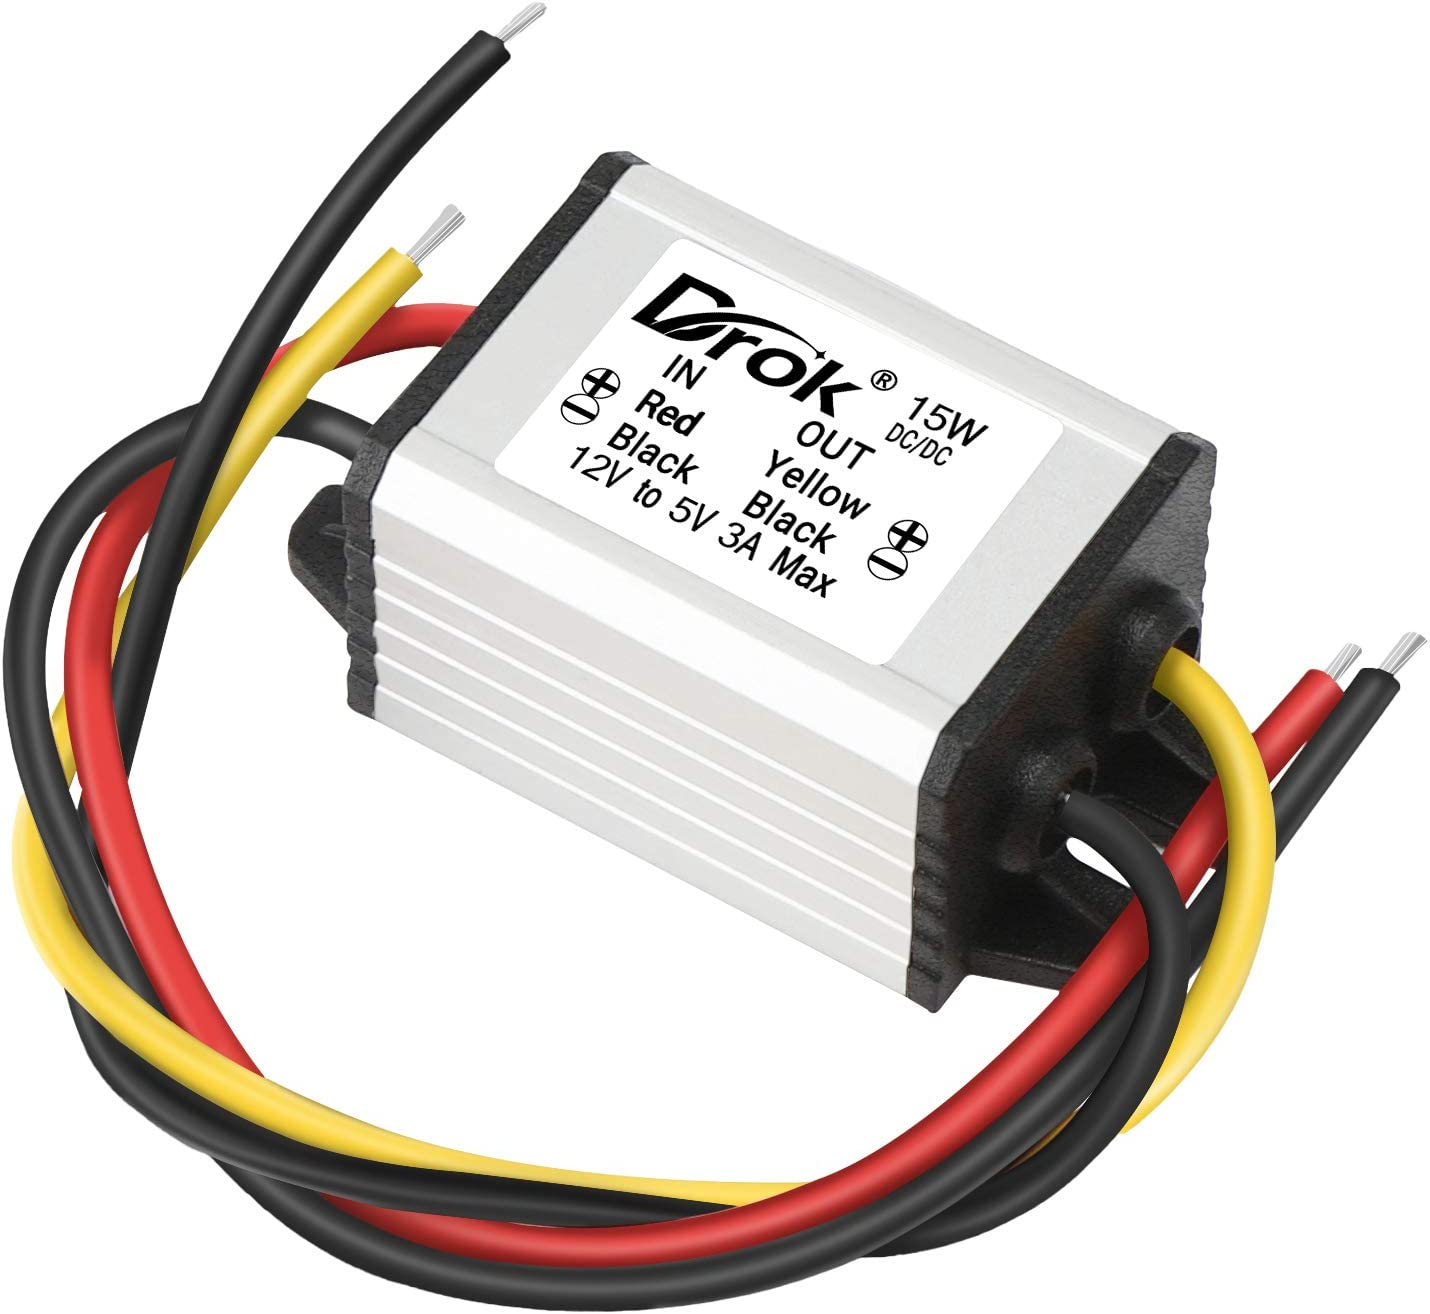 Drok® 15W
DC/DC
IN OUT
+ Red Yellow +
− Black Black −
12V to 5V 3A Max